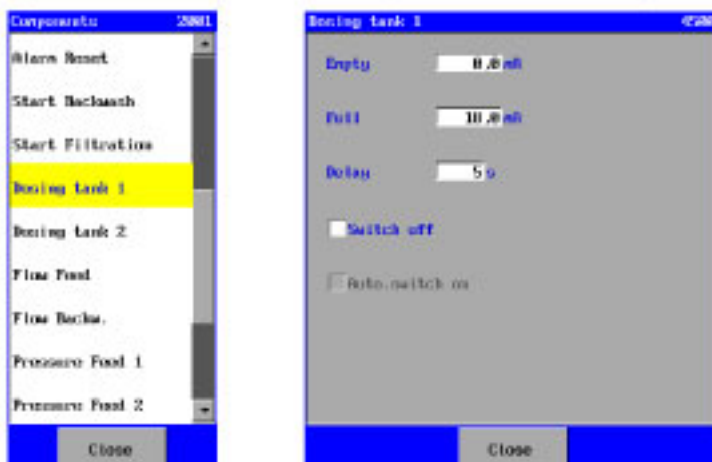 Components 2001
Alarm Reset
Start Backwash
Start Filtration
Dosing tank 1
Dosing tank 2
Flow Feed
Flow Backw.
Pressure Feed 1
Pressure Feed 2
Close
Dosing tank 1
Empty 0.0 mA
Full mA
Delay 5 s
Switch off
Auto.switch on
Close